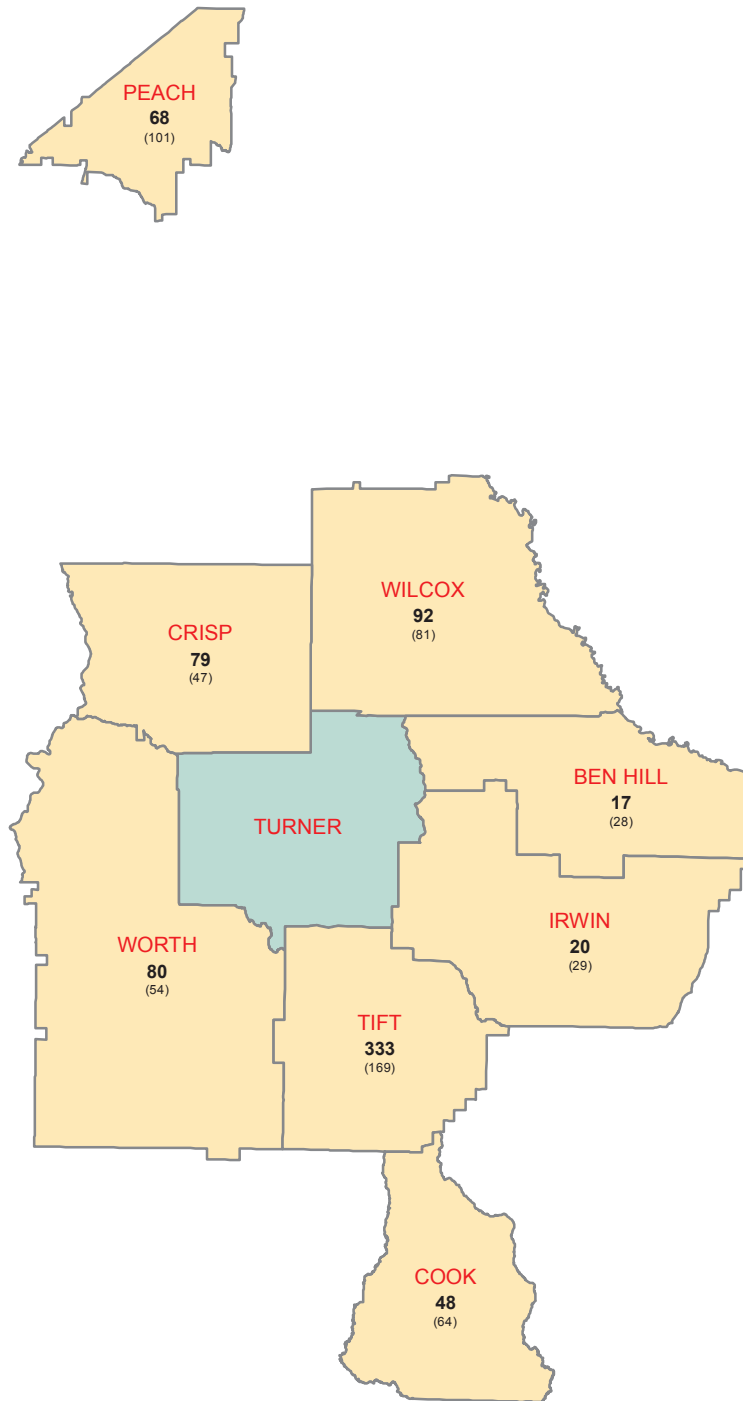 PEACH
68
(101)
WILCOX
92
(81)
CRISP
79
(47)
BEN HILL
17
(28)
TURNER
IRWIN
20
(29)
WORTH
80
(54)
TIFT
333
(169)
COOK
48
(64)